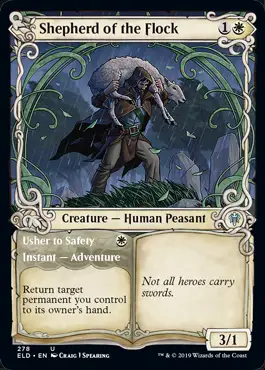 Shepherd of the Flock 1
Creature — Human Peasant
Usher to Safety
Instant — Adventure
Return target
permanent you control
to its owner's hand.
Not all heroes carry
swords.
3/1
278 U
ELD • EN Craig J Spearing
™ & © 2019 Wizards of the Coast